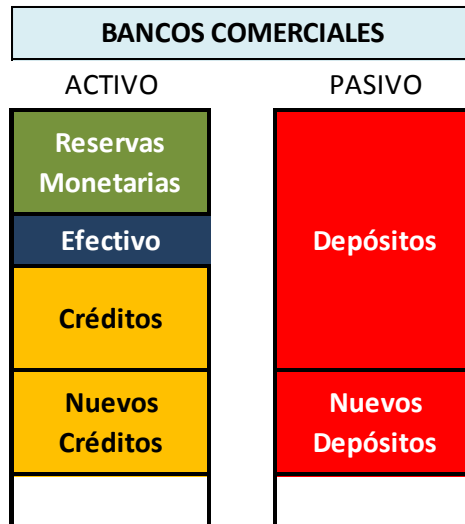 BANCOS COMERCIALES
ACTIVO
PASIVO
Reservas
Monetarias
Efectivo
Créditos
Nuevos
Créditos
Depósitos
Nuevos
Depósitos